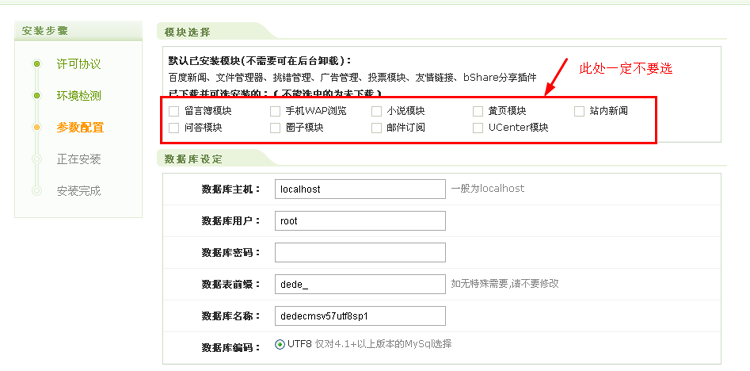 安装步骤
许可协议
环境检测
参数配置
正在安装
安装完成
模块选择
默认已安装模块(不需要可在后台卸载)：
百度新闻、文件管理器、挑错管理、广告管理、投票模块、友情链接、bShare分享插件
此处一定不要选
已下载并可选安装的：(不能选中的为未下载)
留言簿模块 手机WAP浏览 小说模块 黄页模块 站内新闻
问答模块 圈子模块 邮件订阅 UCenter模块
数据库设定
数据库主机： localhost 一般为localhost
数据库用户： root
数据库密码：
数据表前缀： dede_ 如无特殊需要,请不要修改
数据库名称： dedecmsv57utf8sp1
数据库编码： UTF8 仅对4.1+以上版本的MySql选择